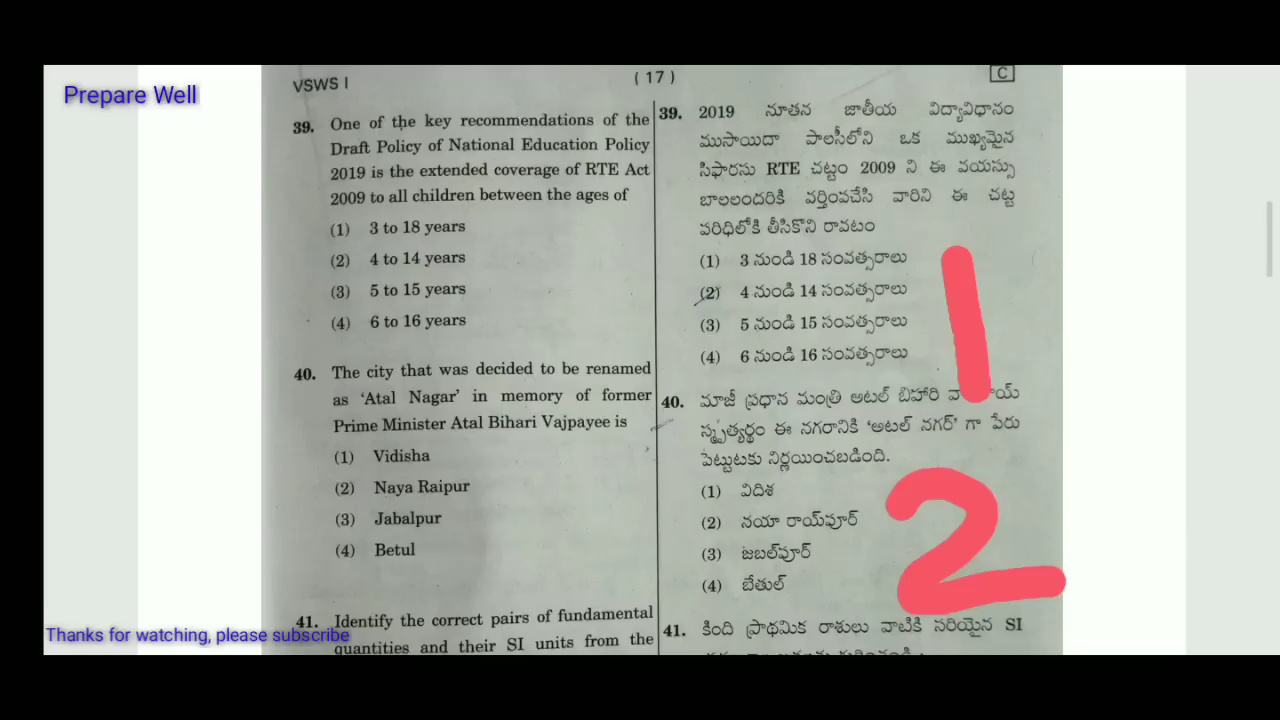 Prepare Well
VSWS I
( 17 )
C
39. One of the key recommendations of the
Draft Policy of National Education Policy
2019 is the extended coverage of RTE Act
2009 to all children between the ages of
(1) 3 to 18 years
(2) 4 to 14 years
(3) 5 to 15 years
(4) 6 to 16 years
40. The city that was decided to be renamed
as ‘Atal Nagar’ in memory of former
Prime Minister Atal Bihari Vajpayee is
(1) Vidisha
(2) Naya Raipur
(3) Jabalpur
(4) Betul
41. Identify the correct pairs of fundamental
quantities and their SI units from the
39. 2019 నూతన జాతీయ విద్యావిధానం
ముసాయిదా పాలసీలోని ఒక ముఖ్యమైన
సిఫారసు RTE చట్టం 2009 ని ఈ వయస్సు
బాలలందరికి వర్తింపచేసి వారిని ఈ చట్ట
పరిధిలోకి తీసికొని రావటం
(1) 3 నుండి 18 సంవత్సరాలు
(2) 4 నుండి 14 సంవత్సరాలు
(3) 5 నుండి 15 సంవత్సరాలు
(4) 6 నుండి 16 సంవత్సరాలు
1
40. మాజీ ప్రధాన మంత్రి అటల్ బిహారి
స్మృత్యర్థం ఈ నగరానికి ‘అటల్ నగర్’ గా పేరు
పెట్టుటకు నిర్ణయించబడింది.
(1) విదిశ
(2) నయా రాయ్‌పూర్
(3) జబల్‌పూర్
(4) బేతుల్
2
41. కింది ప్రాథమిక రాశులు వాటికి సరియైన SI
Thanks for watching, please subscribe